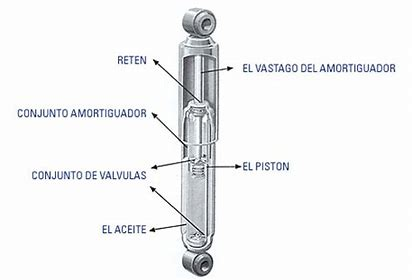 RETEN
EL VASTAGO DEL AMORTIGUADOR
CONJUNTO AMORTIGUADOR
CONJUNTO DE VALVULAS
EL PISTON
EL ACEITE